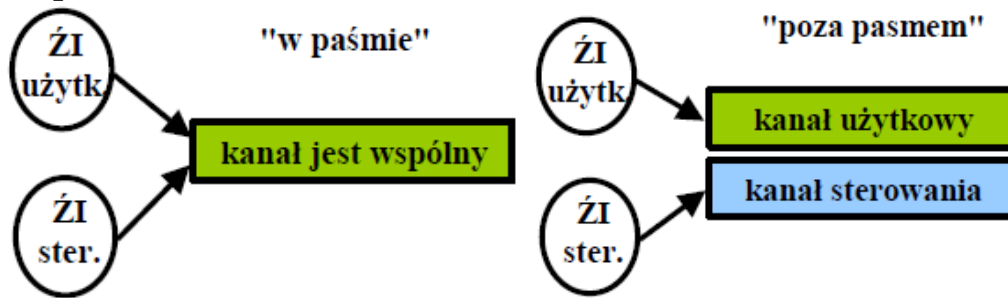 ŹI
użytk.
"w paśmie"
kanał jest wspólny
ŹI
ster.
"poza pasmem"
ŹI
użytk.
kanał użytkowy
kanał sterowania
ŹI
ster.